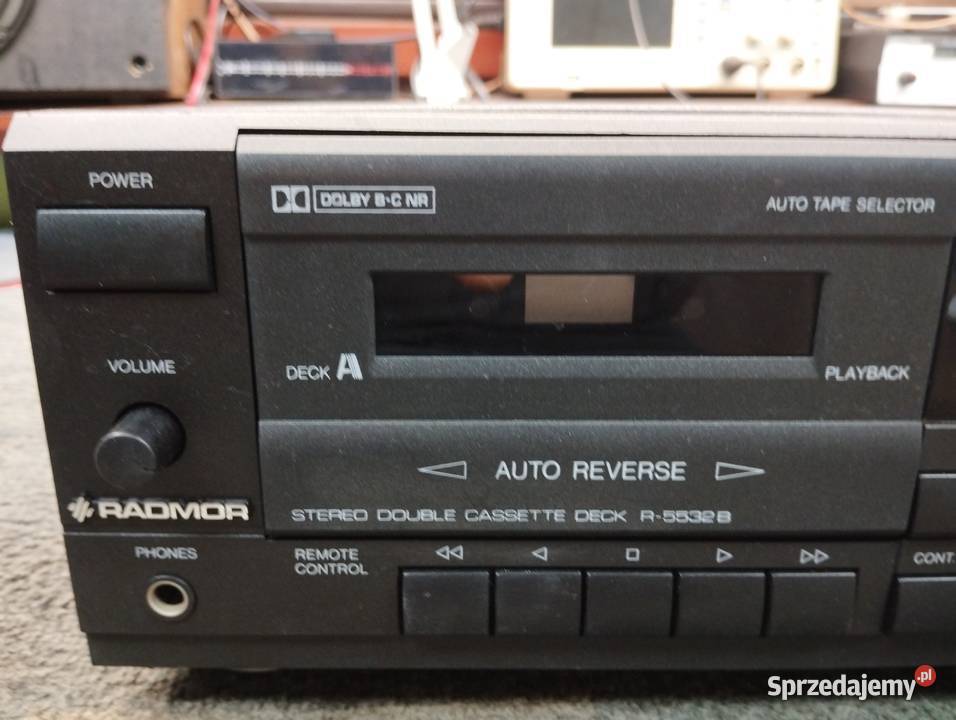 POWER
DOLBY B·C NR
AUTO TAPE SELECTOR
VOLUME
DECK A
PLAYBACK
AUTO REVERSE
RADMOR
STEREO DOUBLE CASSETTE DECK R-5532B
PHONES
REMOTE
CONTROL
CONT.
Sprzedajemy.pl